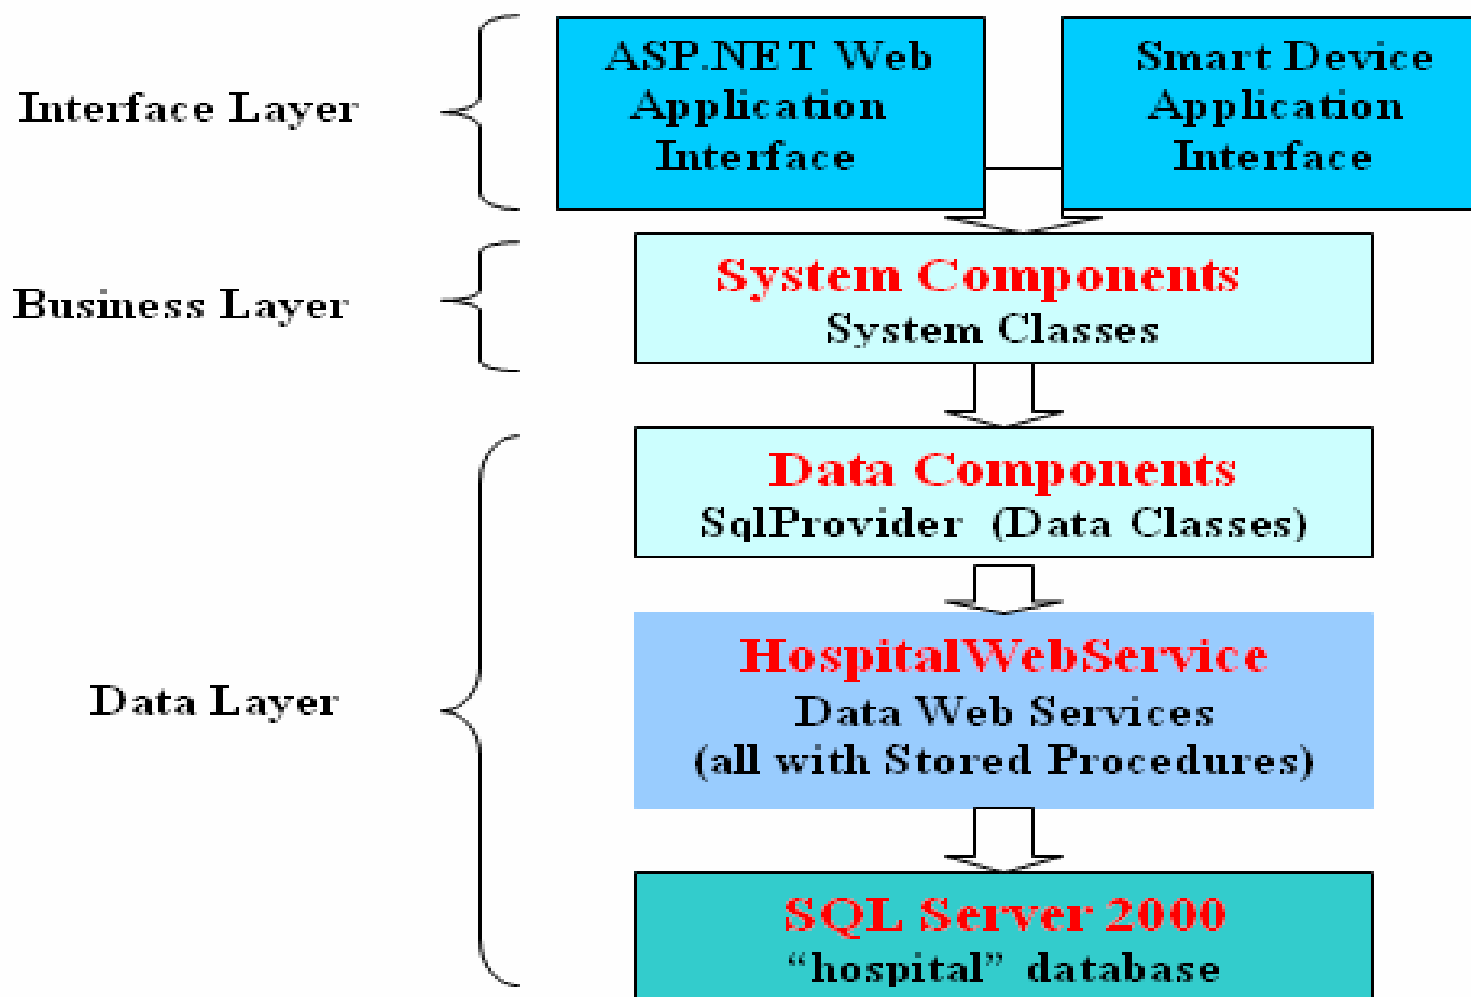 Interface Layer
ASP.NET Web
Application
Interface
Smart Device
Application
Interface
Business Layer
System Components
System Classes
Data Layer
Data Components
SqlProvider (Data Classes)
HospitalWebService
Data Web Services
(all with Stored Procedures)
SQL Server 2000
“hospital” database